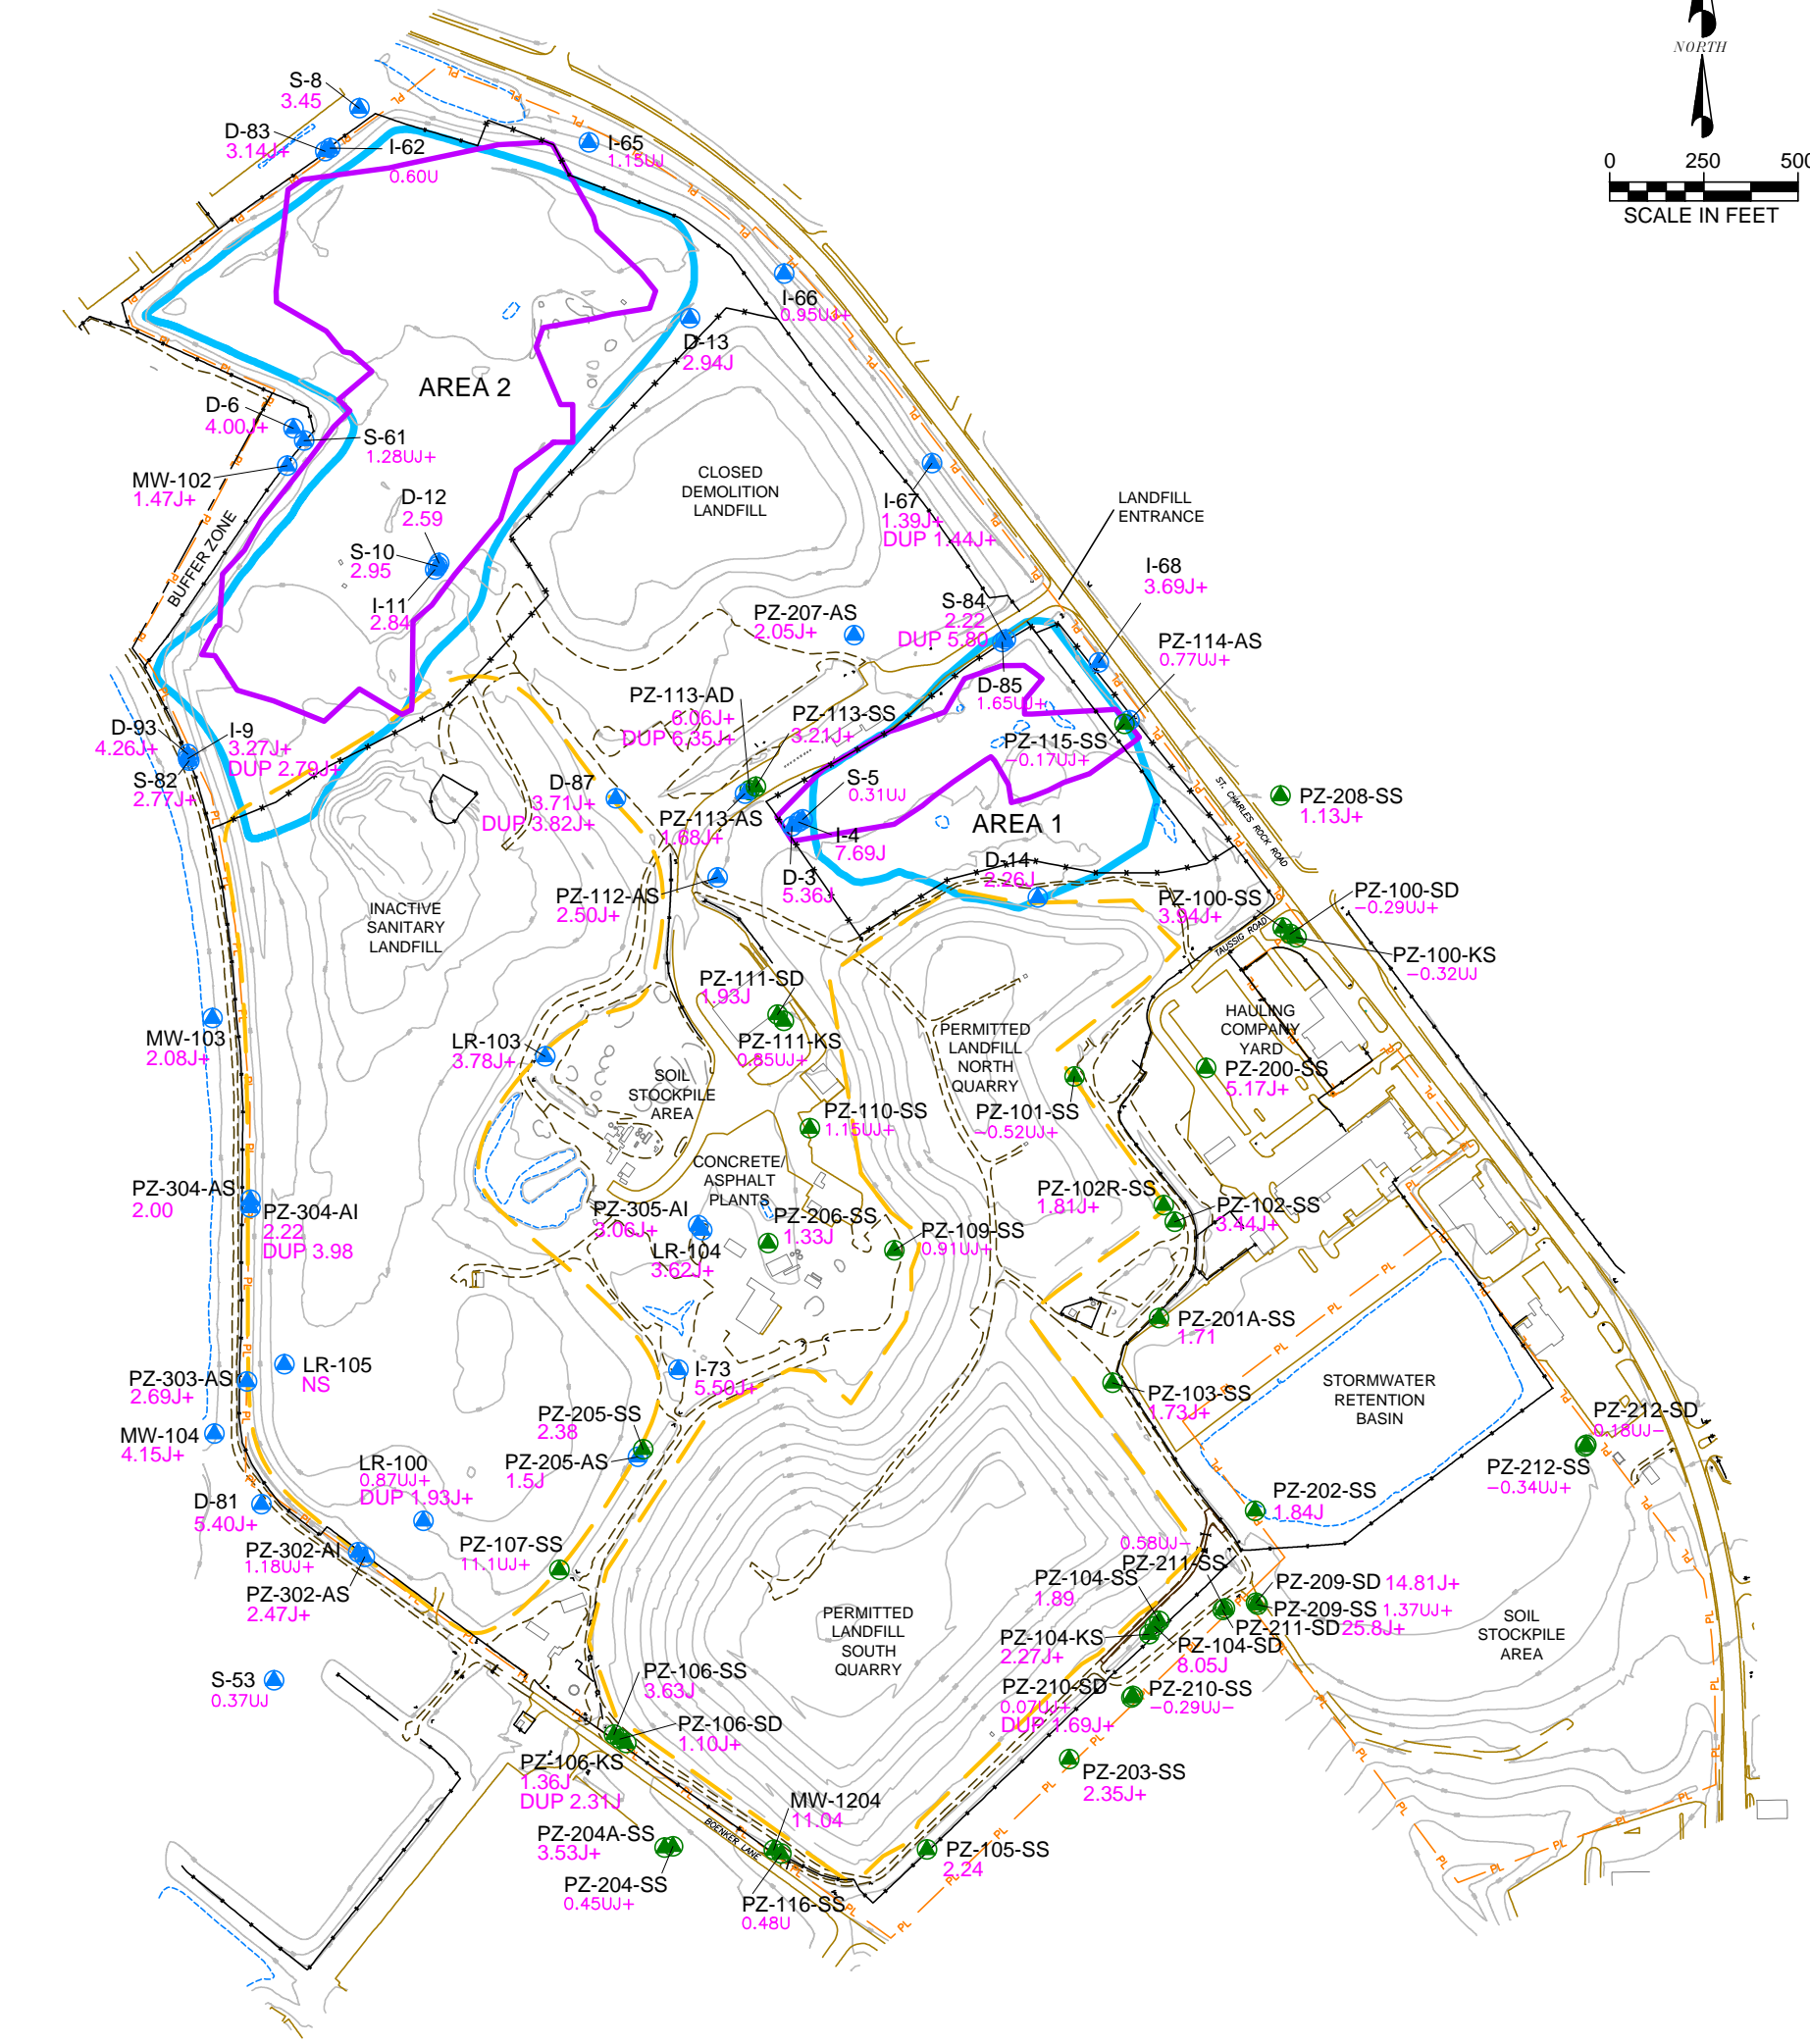 NORTH
0 250 500
SCALE IN FEET
S-8
3.45
D-83
3.14J+
I-62
0.60U
I-65
1.15UJ
I-66
0.95UJ+
D-13
2.94J
AREA 2
D-6
4.00J+
S-61
1.28UJ+
MW-102
1.47J+
D-12
2.59
S-10
2.95
I-11
2.84
BUFFER ZONE
CLOSED
DEMOLITION
LANDFILL
I-67
1.39J+
DUP 1.44J+
LANDFILL
ENTRANCE
I-68
3.69J+
S-84
2.22
DUP 5.80
PZ-207-AS
2.05J+
PZ-114-AS
0.77UJ+
D-85
1.65UJ+
PZ-113-AD
6.06J+
DUP 6.35J+
PZ-113-SS
3.21J+
PZ-115-SS
-0.17UJ+
D-93
4.26J+
I-9
3.27J+
DUP 2.79J+
S-82
2.77J+
D-87
3.71J+
DUP 3.82J+
S-5
0.31UJ
PZ-113-AS
1.68J+
I-4
7.69J
AREA 1
ST. CHARLES ROCK ROAD
PZ-208-SS
1.13J+
D-3
5.36J
D-14
2.26J
PZ-112-AS
2.50J+
PZ-100-SS
3.94J+
PZ-100-SD
-0.29UJ+
PZ-100-KS
-0.32UJ
TAUSSIG ROAD
INACTIVE
SANITARY
LANDFILL
PZ-111-SD
1.93J
PZ-111-KS
0.85UJ+
MW-103
2.08J+
LR-103
3.78J+
SOIL
STOCKPILE
AREA
PERMITTED
LANDFILL
NORTH
QUARRY
HAULING
COMPANY
YARD
PZ-200-SS
5.17J+
PZ-101-SS
-0.52UJ+
PZ-110-SS
1.15UJ+
CONCRETE/
ASPHALT
PLANTS
PZ-304-AS
2.00
PZ-304-AI
2.22
DUP 3.98
PZ-305-AI
3.06J+
LR-104
3.62J+
PZ-206-SS
1.33J
PZ-109-SS
0.91UJ+
PZ-102R-SS
1.81J+
PZ-102-SS
3.44J+
PZ-201A-SS
1.71
LR-105
NS
PZ-303-AS
2.69J+
I-73
5.50J+
PZ-103-SS
1.73J+
STORMWATER
RETENTION
BASIN
PZ-212-SD
0.18UJ-
PZ-212-SS
-0.34UJ+
MW-104
4.15J+
PZ-205-SS
2.38
PZ-205-AS
1.5J
LR-100
0.87UJ+
DUP 1.93J+
D-81
5.40J+
PZ-202-SS
1.84J
PZ-302-AI
1.18UJ+
PZ-107-SS
11.1UJ+
PZ-302-AS
2.47J+
0.58UJ-
PZ-211-SS
PZ-104-SS
1.89
PZ-209-SD 14.81J+
PZ-209-SS 1.37UJ+
PZ-211-SD 25.8J+
PZ-104-KS
2.27J+
PZ-104-SD
8.05J
SOIL
STOCKPILE
AREA
PERMITTED
LANDFILL
SOUTH
QUARRY
S-53
0.37UJ
PZ-106-SS
3.63J
PZ-210-SD
0.07UJ+
DUP 1.69J+
PZ-210-SS
-0.29UJ-
PZ-106-SD
1.10J+
PZ-106-KS
1.36J
DUP 2.31J
PZ-203-SS
2.35J+
MW-1204
11.04
BOENKER LANE
PZ-204A-SS
3.53J+
PZ-105-SS
2.24
PZ-204-SS
0.45UJ+
PZ-116-SS
0.48U